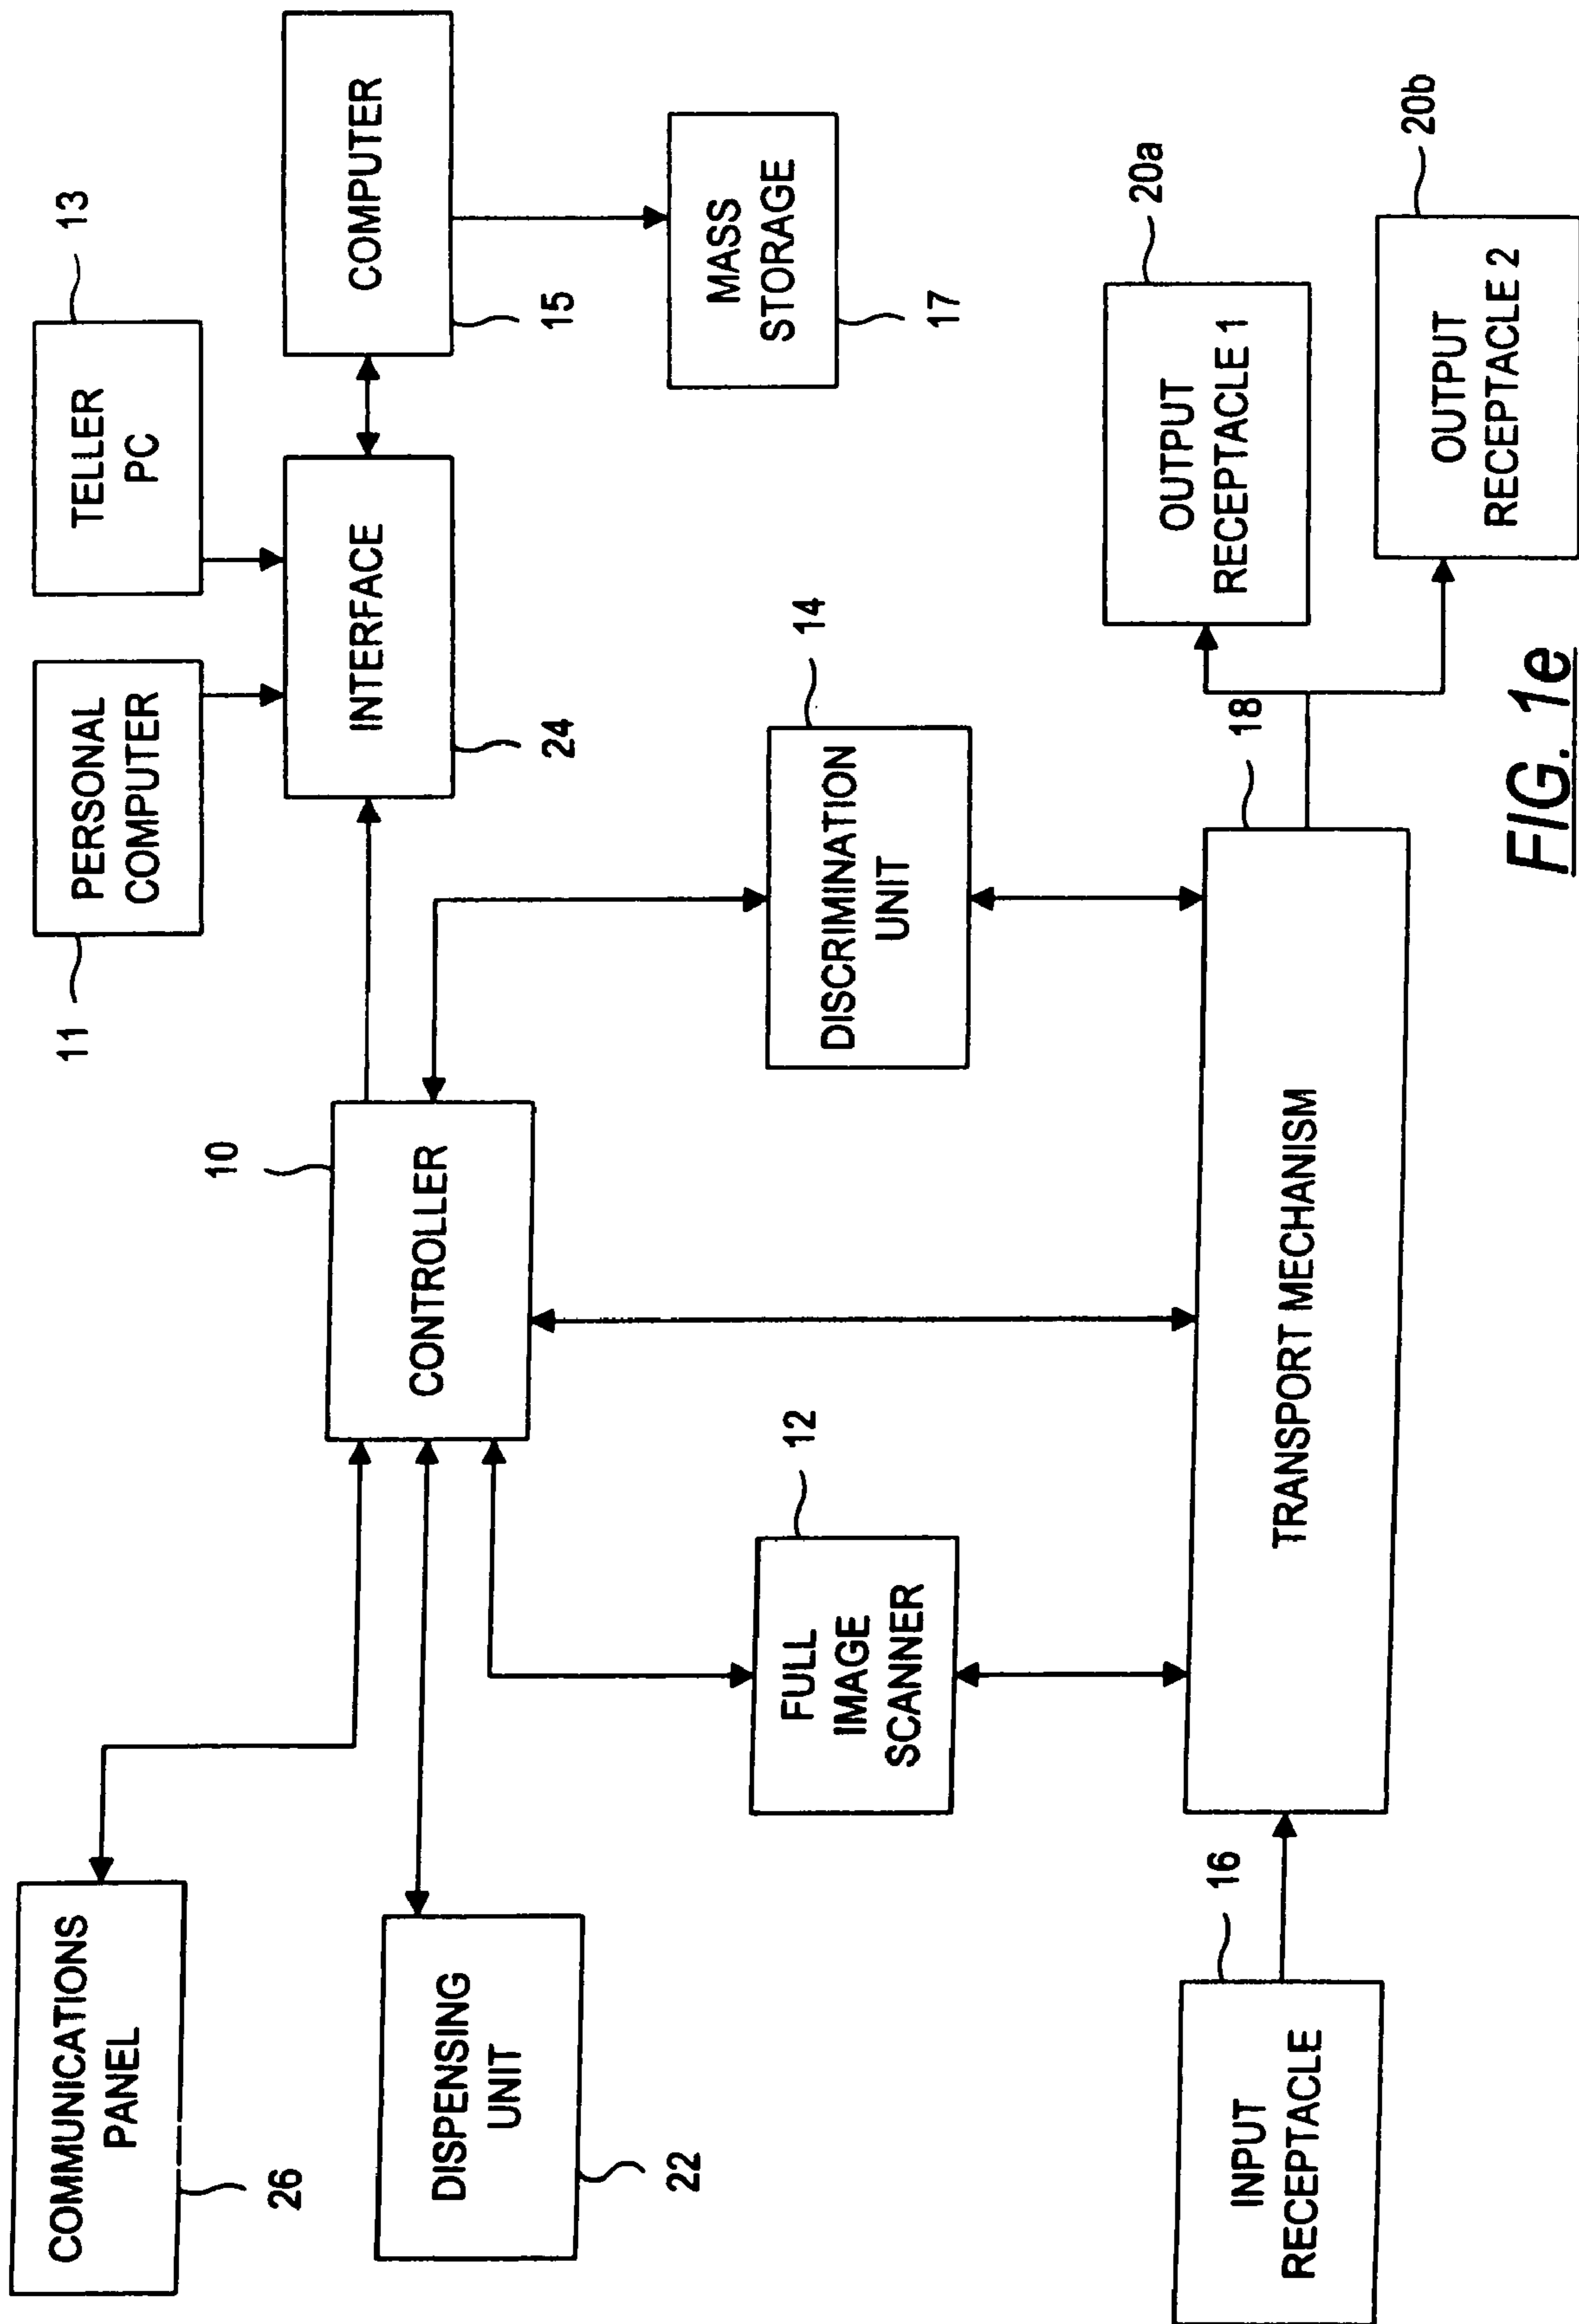 COMMUNICATIONS
PANEL
26
DISPENSING
UNIT
22
PERSONAL
COMPUTER
11
TELLER
PC
13
CONTROLLER
10
INTERFACE
24
COMPUTER
15
MASS
STORAGE
17
FULL
IMAGE
SCANNER
12
DISCRIMINATION
UNIT
14
INPUT
RECEPTACLE
16
TRANSPORT MECHANISM
18
OUTPUT
RECEPTACLE 1
20a
OUTPUT
RECEPTACLE 2
20b
FIG. 1e